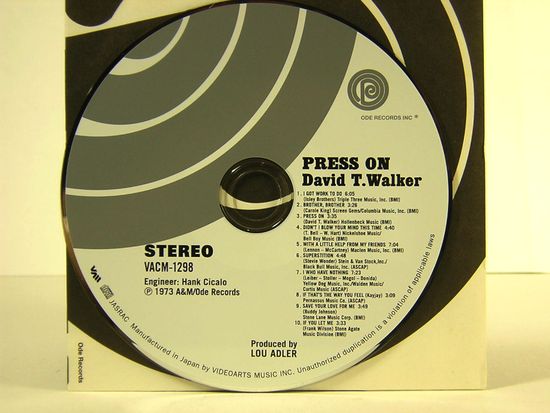 ODE RECORDS INC ®
PRESS ON
David T.Walker
1. I GOT WORK TO DO 6:05
(Isley Brothers) Triple Three Music, Inc. (BMI)
2. BROTHER, BROTHER 3:26
(Carole King) Screen Gems/Columbia Music, Inc. (BMI)
3. PRESS ON 3:35
(David T. Walker) Hollenbeck Music (BMI)
4. DIDN'T I BLOW YOUR MIND THIS TIME 4:40
(T. Bell - W. Hart) Nickelshoe Music/
Bell Boy Music (BMI)
5. WITH A LITTLE HELP FROM MY FRIENDS 7:04
(Lennon - McCartney) Maclen Music, Inc. (BMI)
6. SUPERSTITION 4:48
(Stevie Wonder) Stein & Van Stock,Inc./
Black Bull Music, Inc. (ASCAP)
7. I WHO HAVE NOTHING 7:23
(Leiber - Stoller - Mogol - Donida)
Yellow Dog Music, Inc/Walden Music/
Curtis Music (ASCAP)
8. IF THAT'S THE WAY YOU FEEL (Kayjay) 3:09
Pernassus Music Co. (ASCAP)
9. SAVE YOUR LOVE FOR ME 3:49
(Buddy Johnson)
Stone Lane Music Corp. (BMI)
10. IF YOU LET ME 3:33
(Frank Wilson) Stone Agate
Music Division (BMI)
STEREO
VACM-1298
Engineer: Hank Cicalo
℗ 1973 A&M/Ode Records
Produced by
LOU ADLER
VAI
JASRAC. Manufactured in Japan by VIDEOARTS MUSIC INC. Unauthorized duplication is a violation of applicable laws
Ode Records